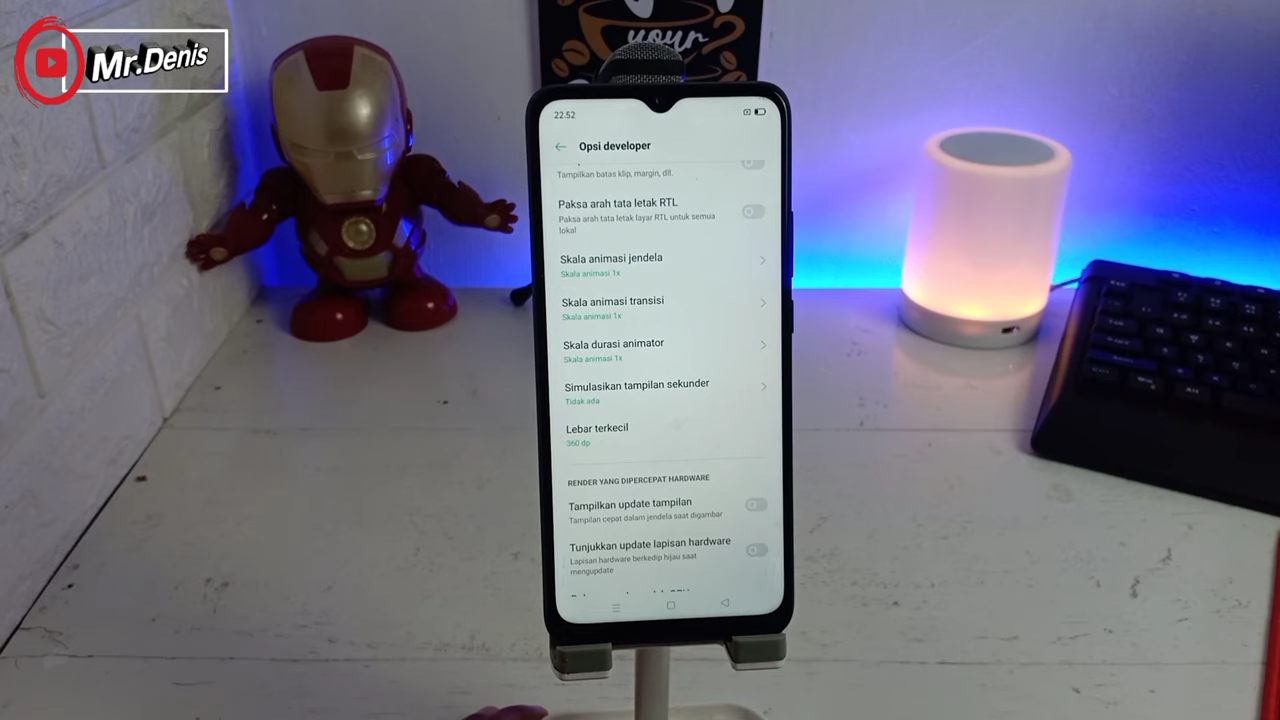 Mr.Denis
your
22.52
Opsi developer
Tampilkan batas klip, margin, dll.
Paksa arah tata letak RTL
Paksa arah tata letak layar RTL untuk semua
lokal
Skala animasi jendela
Skala animasi 1x
Skala animasi transisi
Skala animasi 1x
Skala durasi animator
Skala animasi 1x
Simulasikan tampilan sekunder
Tidak ada
Lebar terkecil
360 dp
RENDER YANG DIPERCEPAT HARDWARE
Tampilkan update tampilan
Tampilan cepat dalam jendela saat digambar
Tunjukkan update lapisan hardware
Lapisan hardware berkedip hijau saat
mengupdate